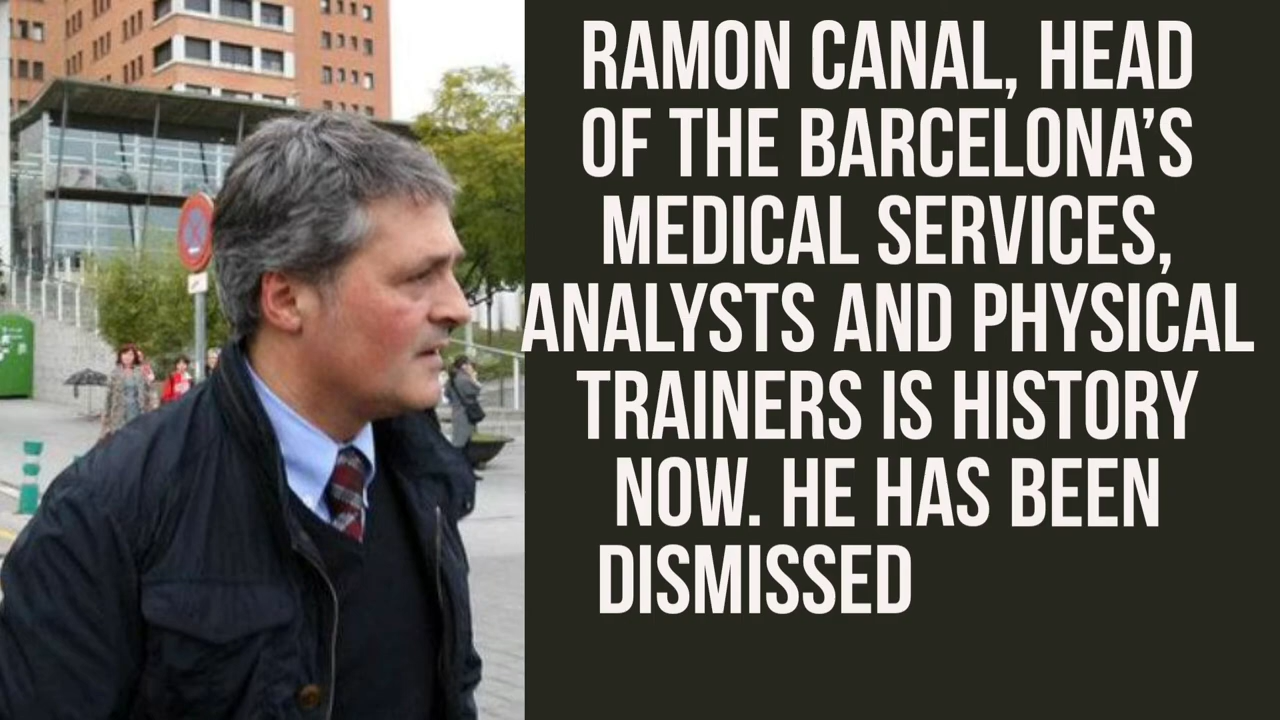 RAMON CANAL, HEAD
OF THE BARCELONA’S
MEDICAL SERVICES,
ANALYSTS AND PHYSICAL
TRAINERS IS HISTORY
NOW. HE HAS BEEN
DISMISSED